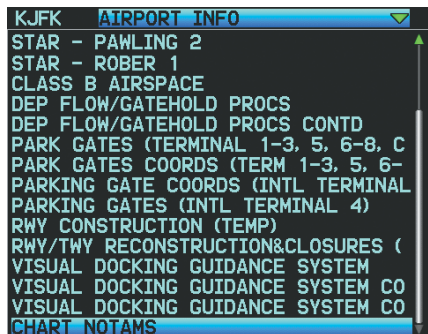 KJFK AIRPORT INFO
STAR - PAWLING 2
STAR - ROBER 1
CLASS B AIRSPACE
DEP FLOW/GATEHOLD PROCS
DEP FLOW/GATEHOLD PROCS CONTD
PARK GATES (TERMINAL 1-3, 5, 6-8, C
PARK GATES COORDS (TERM 1-3, 5, 6-
PARKING GATE COORDS (INTL TERMINAL
PARKING GATES (INTL TERMINAL 4)
RWY CONSTRUCTION (TEMP)
RWY/TWY RECONSTRUCTION&CLOSURES (
VISUAL DOCKING GUIDANCE SYSTEM
VISUAL DOCKING GUIDANCE SYSTEM CO
VISUAL DOCKING GUIDANCE SYSTEM CO
CHART NOTAMS